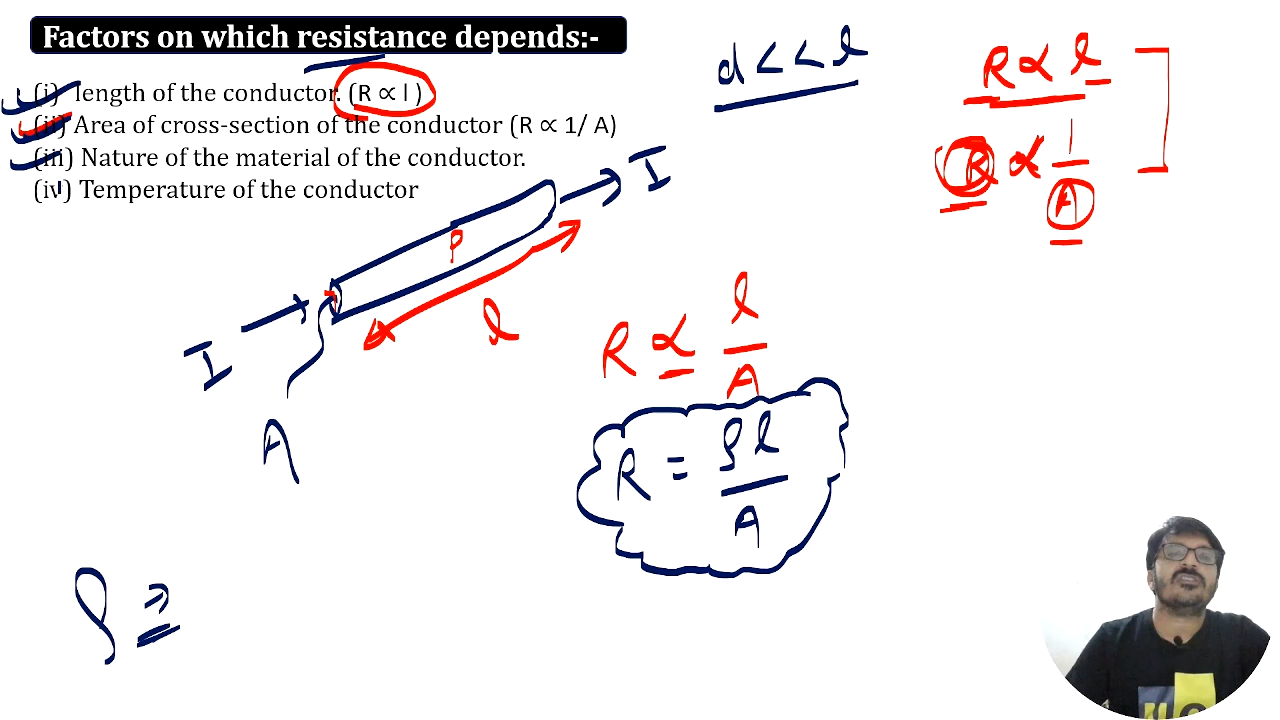 Factors on which resistance depends:-
(i) length of the conductor. (R ∝ l )
(ii) Area of cross-section of the conductor (R ∝ 1/ A)
(iii) Nature of the material of the conductor.
(iv) Temperature of the conductor
d < < l
R ∝ l
R ∝ 1/A
I
ρ
l
I
A
R ∝ l/A
R = ρl/A
ρ ⇒